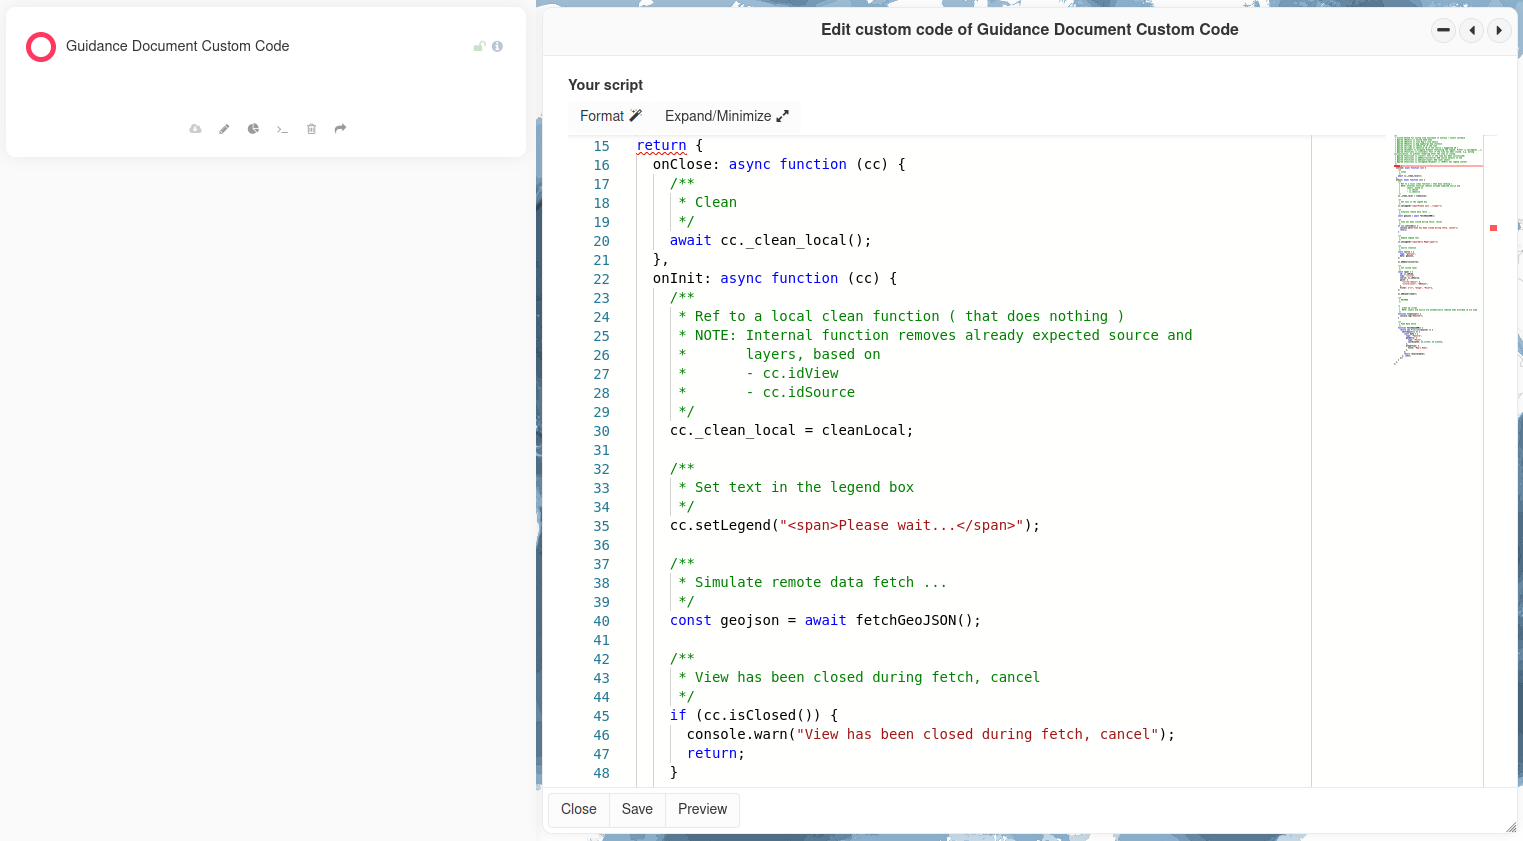 Guidance Document Custom Code
Edit custom code of Guidance Document Custom Code
Your script
Format
Expand/Minimize
15 return {
16   onClose: async function (cc) {
17     /**
18      * Clean
19      */
20     await cc._clean_local();
21   },
22   onInit: async function (cc) {
23     /**
24      * Ref to a local clean function ( that does nothing )
25      * NOTE: Internal function removes already expected source and
26      *       layers, based on
27      *       - cc.idView
28      *       - cc.idSource
29      */
30     cc._clean_local = cleanLocal;
31
32     /**
33      * Set text in the legend box
34      */
35     cc.setLegend("<span>Please wait...</span>");
36
37     /**
38      * Simulate remote data fetch ...
39      */
40     const geojson = await fetchGeoJSON();
41
42     /**
43      * View has been closed during fetch, cancel
44      */
45     if (cc.isClosed()) {
46       console.warn("View has been closed during fetch, cancel");
47       return;
48     }
Close
Save
Preview